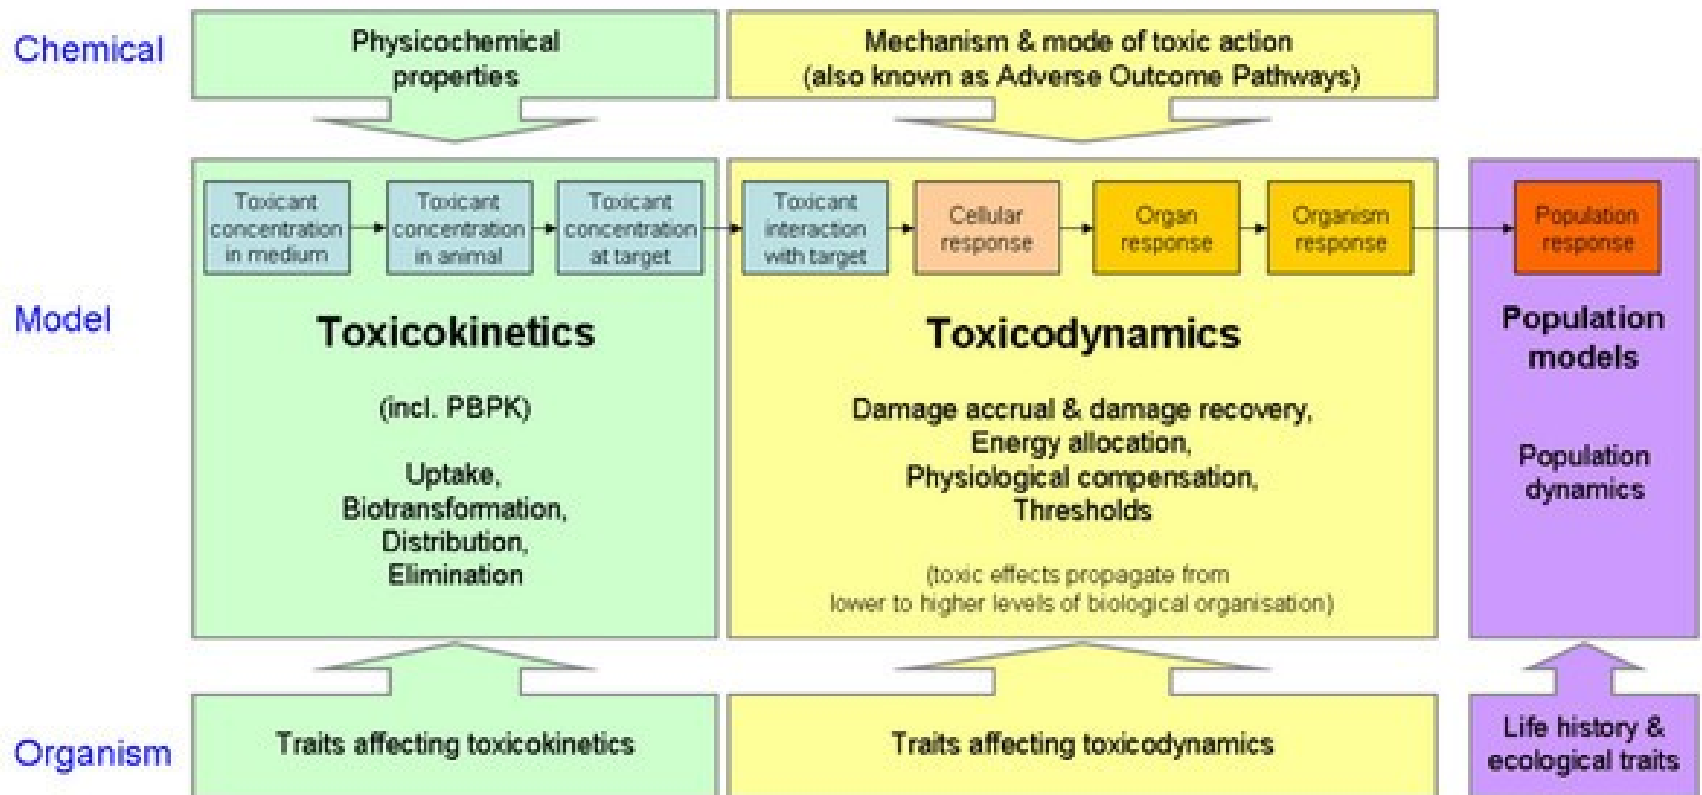 Chemical
Physicochemical
properties
Mechanism & mode of toxic action
(also known as Adverse Outcome Pathways)
Model
Toxicant
concentration
in medium
Toxicant
concentration
in animal
Toxicant
concentration
at target
Toxicant
interaction
with target
Cellular
response
Organ
response
Organism
response
Population
response
Toxicokinetics
(incl. PBPK)
Uptake,
Biotransformation,
Distribution,
Elimination
Toxicodynamics
Damage accrual & damage recovery,
Energy allocation,
Physiological compensation,
Thresholds
(toxic effects propagate from
lower to higher levels of biological organisation)
Population
models
Population
dynamics
Organism
Traits affecting toxicokinetics
Traits affecting toxicodynamics
Life history &
ecological traits